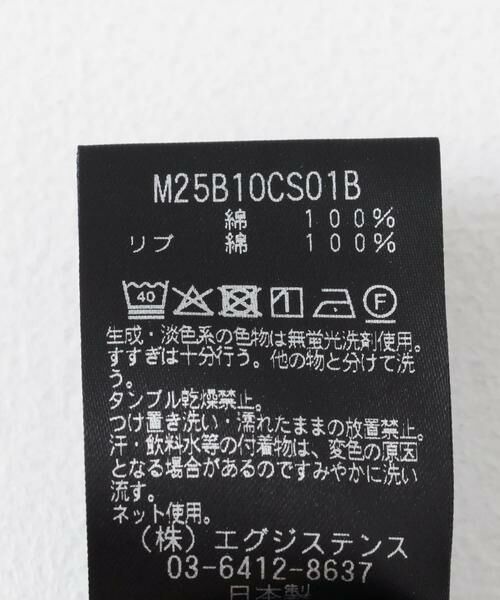 M25B10CS01B
綿 100%
リブ 綿 100%
40 F
生成・淡色系の色物は無蛍光洗剤使用。
すすぎは十分行う。他の物と分けて洗
う。
タンブル乾燥禁止。
つけ置き洗い・濡れたままの放置禁止。
汗・飲料水等の付着物は、変色の原因
となる場合があるのですみやかに洗い
流す。
ネット使用。
(株)エグジステンス
03-6412-8637
日本製